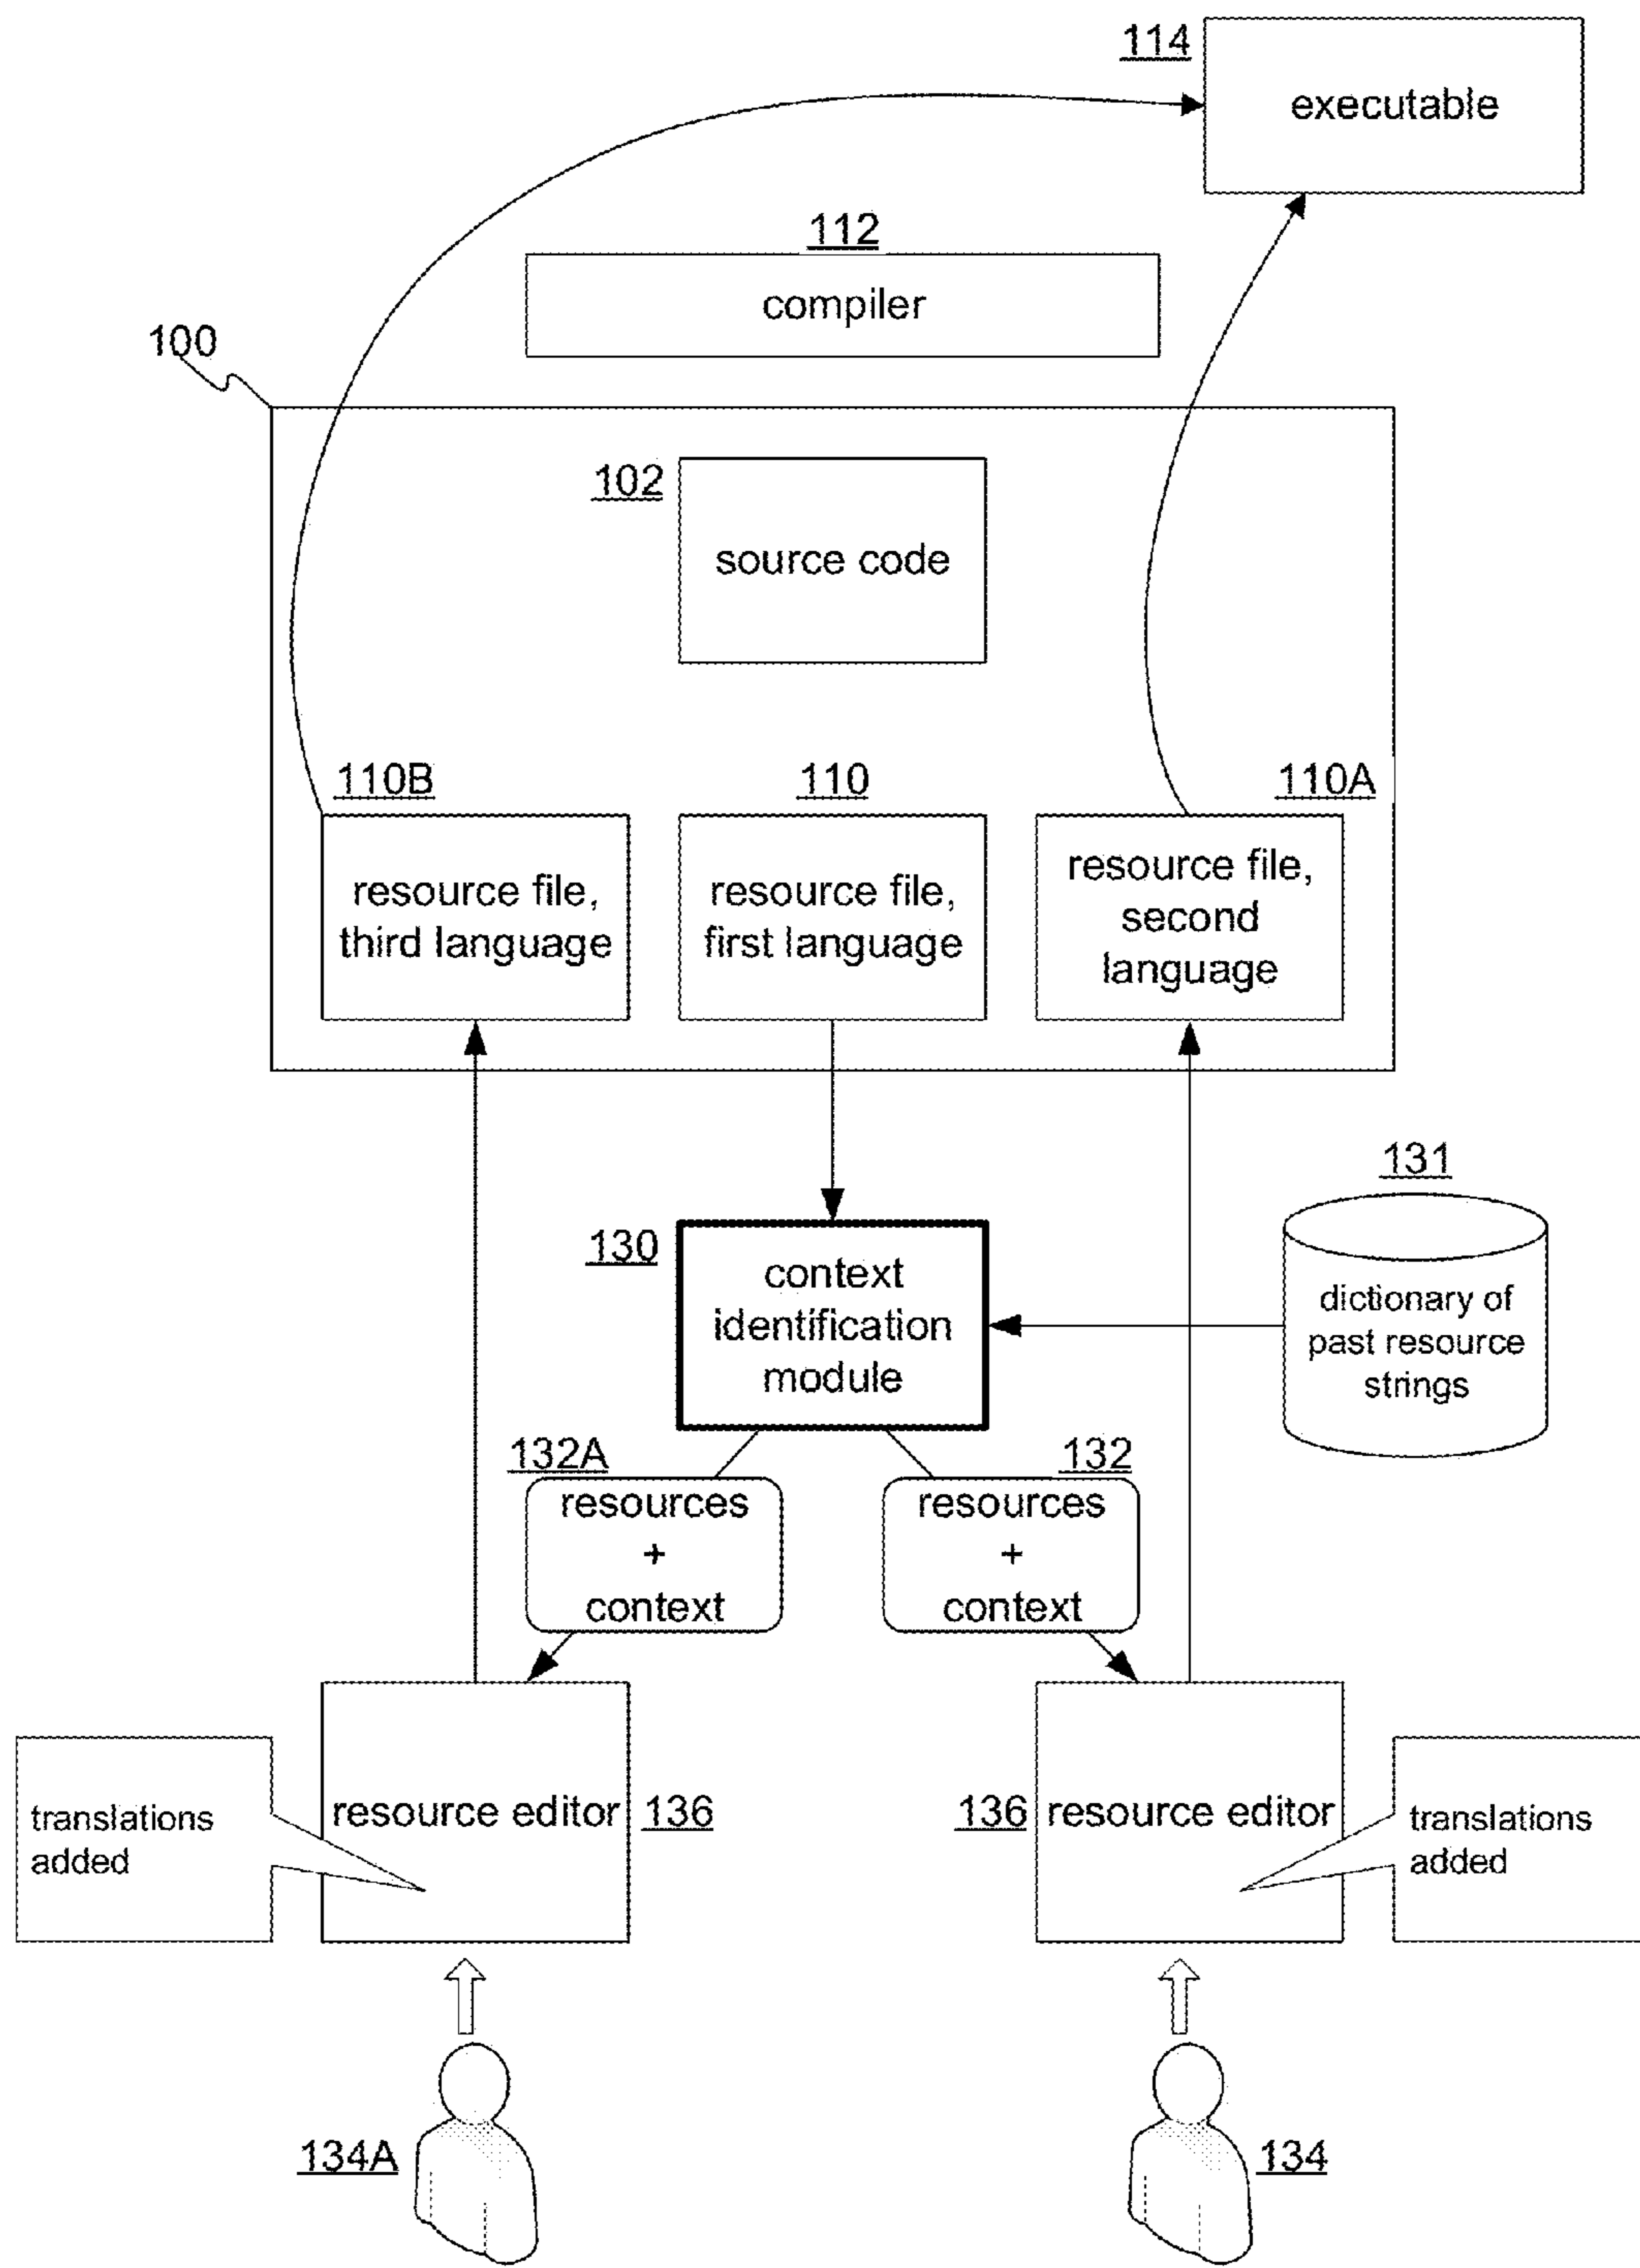 114
executable
112
compiler
100
102
source code
110B
110
110A
resource file,
third language
resource file,
first language
resource file,
second
language
131
130
context
identification
module
dictionary of
past resource
strings
132A
132
resources
+
context
resources
+
context
translations
added
resource editor
136
136
resource editor
translations
added
134A
134